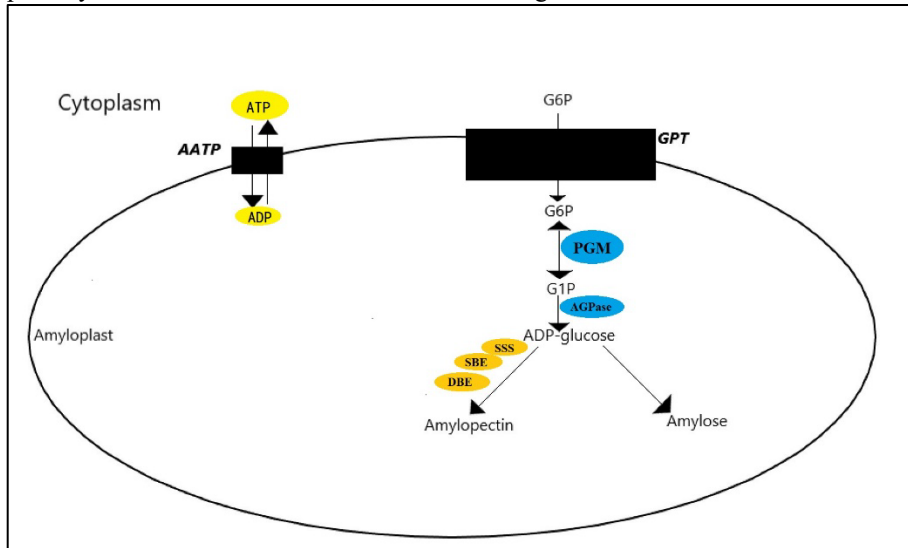 Cytoplasm
ATP
G6P
AATP
GPT
ADP
G6P
PGM
G1P
AGPase
Amyloplast
ADP-glucose
SSS
SBE
DBE
Amylopectin
Amylose